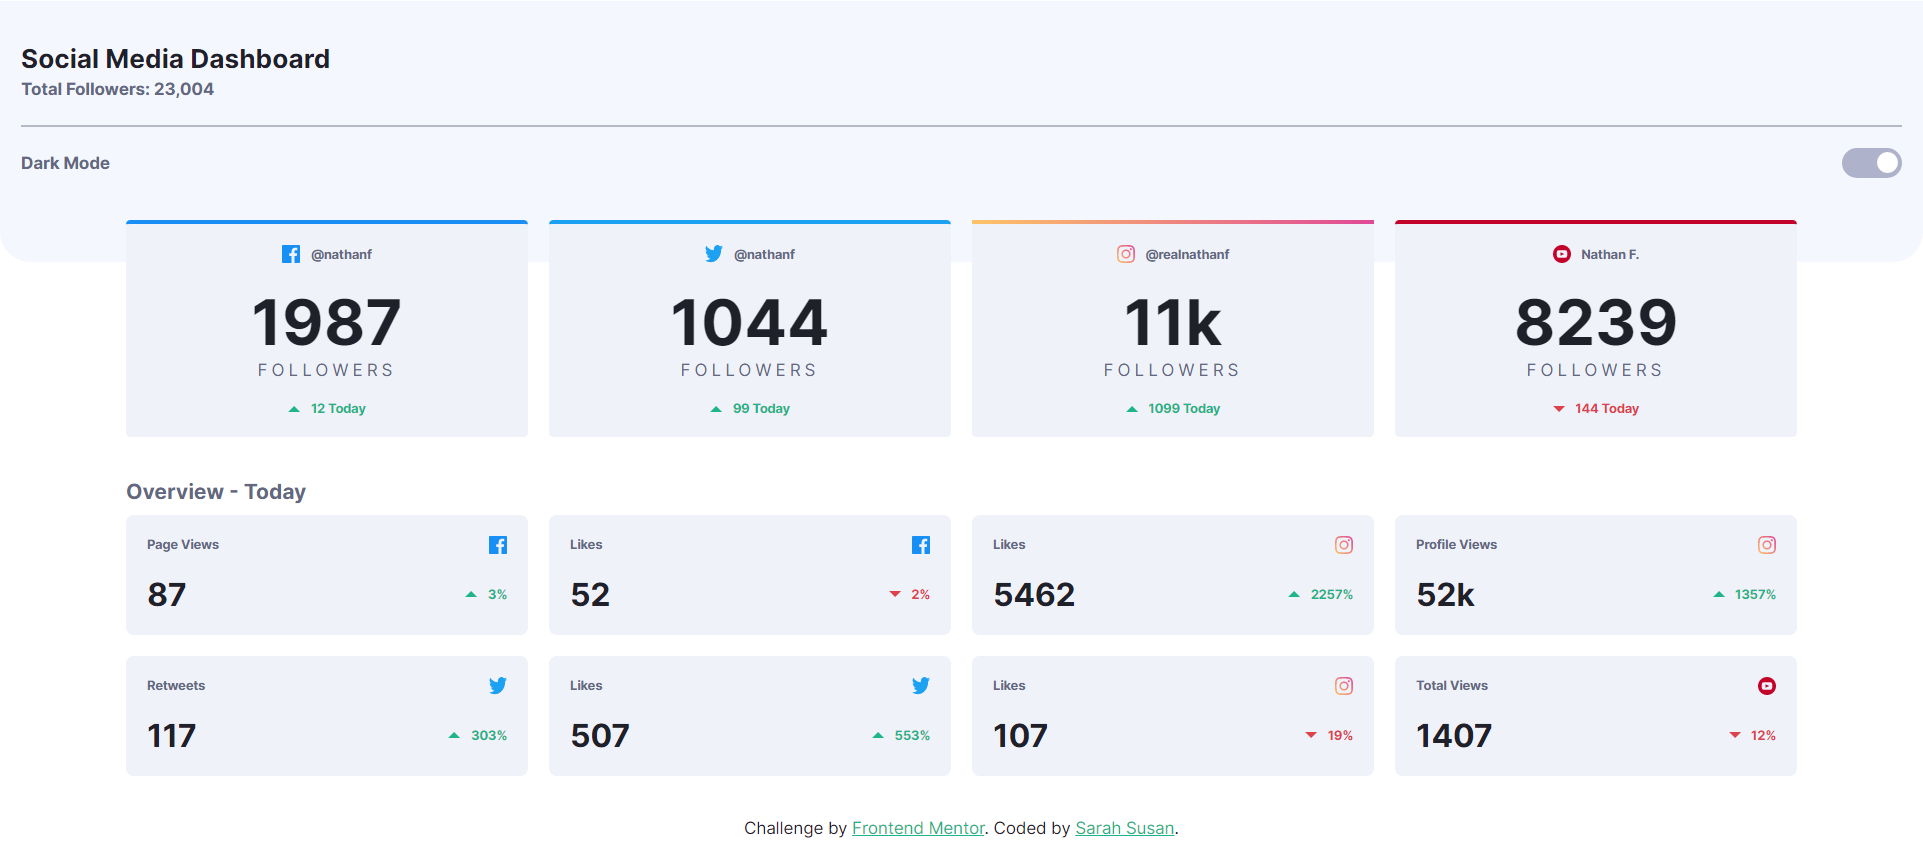 Social Media Dashboard
Total Followers: 23,004
Dark Mode
@nathanf
1987
FOLLOWERS
12 Today
@nathanf
1044
FOLLOWERS
99 Today
@realnathanf
11k
FOLLOWERS
1099 Today
Nathan F.
8239
FOLLOWERS
144 Today
Overview - Today
Page Views
87
3%
Likes
52
2%
Likes
5462
2257%
Profile Views
52k
1357%
Retweets
117
303%
Likes
507
553%
Likes
107
19%
Total Views
1407
12%
Challenge by Frontend Mentor. Coded by Sarah Susan.